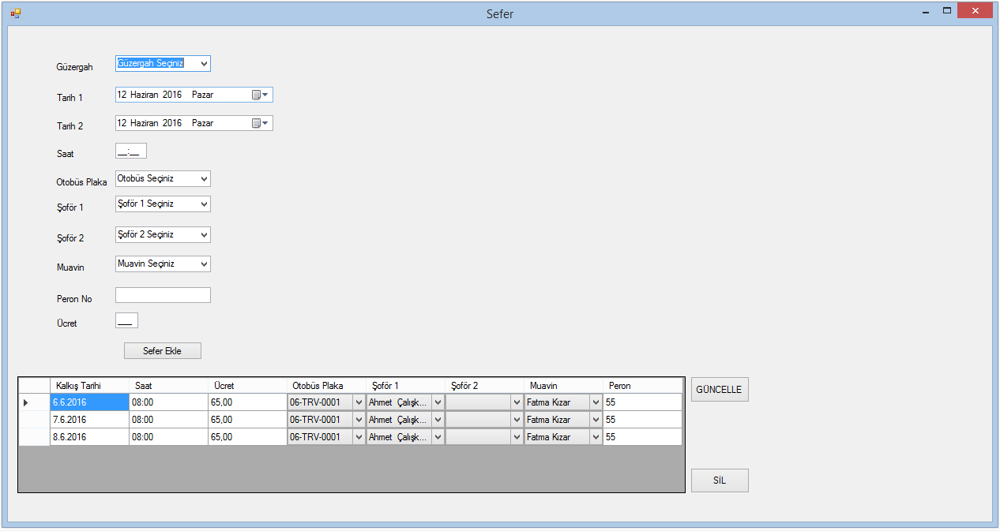 Sefer
Güzergah Güzergah Seçiniz
Tarih 1 12 Haziran 2016 Pazar
Tarih 2 12 Haziran 2016 Pazar
Saat __:__
Otobüs Plaka Otobüs Seçiniz
Şoför 1 Şoför 1 Seçiniz
Şoför 2 Şoför 2 Seçiniz
Muavin Muavin Seçiniz
Peron No
Ücret ___
Sefer Ekle
Kalkış Tarihi Saat Ücret Otobüs Plaka Şoför 1 Şoför 2 Muavin Peron
6.6.2016 08:00 65,00 06-TRV-0001 Ahmet Çalışk... Fatma Kızar 55
7.6.2016 08:00 65,00 06-TRV-0001 Ahmet Çalışk... Fatma Kızar 55
8.6.2016 08:00 65,00 06-TRV-0001 Ahmet Çalışk... Fatma Kızar 55
GÜNCELLE
SİL